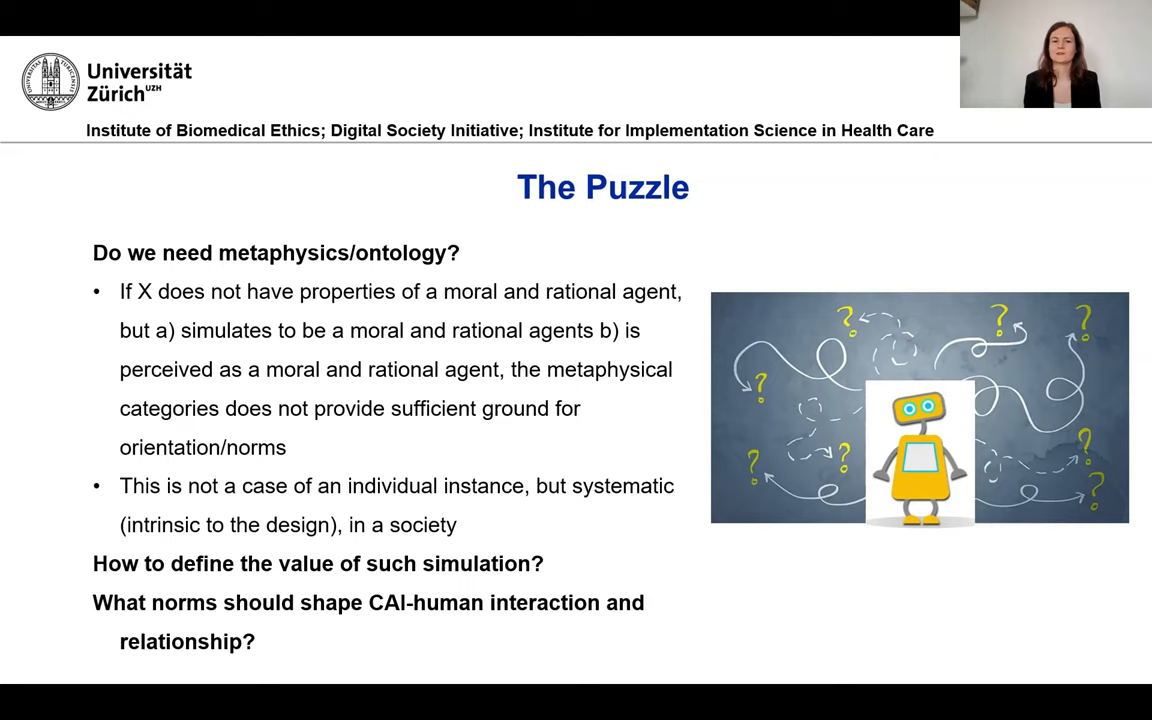 Universität
Zürich UZH
Institute of Biomedical Ethics; Digital Society Initiative; Institute for Implementation Science in Health Care
The Puzzle
Do we need metaphysics/ontology?
• If X does not have properties of a moral and rational agent,
but a) simulates to be a moral and rational agents b) is
perceived as a moral and rational agent, the metaphysical
categories does not provide sufficient ground for
orientation/norms
• This is not a case of an individual instance, but systematic
(intrinsic to the design), in a society
How to define the value of such simulation?
What norms should shape CAI-human interaction and
relationship?
? ? ?
?
? ? ?
?